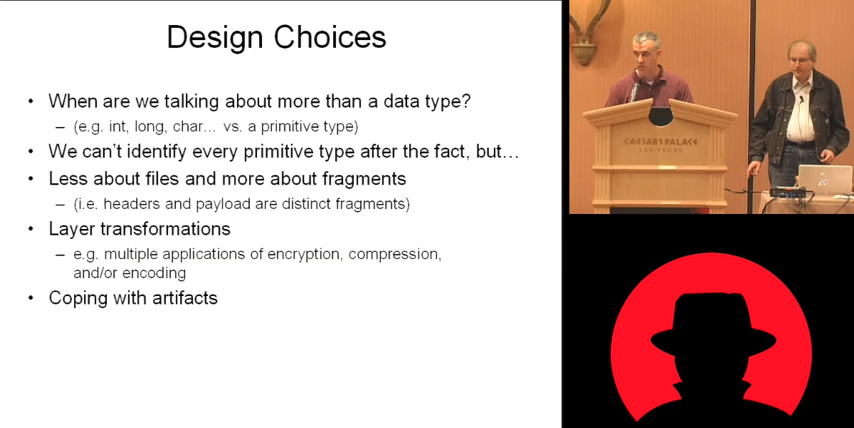 Design Choices
• When are we talking about more than a data type?
– (e.g. int, long, char... vs. a primitive type)
• We can't identify every primitive type after the fact, but...
• Less about files and more about fragments
– (i.e. headers and payload are distinct fragments)
• Layer transformations
– e.g. multiple applications of encryption, compression,
and/or encoding
• Coping with artifacts
CAESARS PALACE
LAS VEGAS